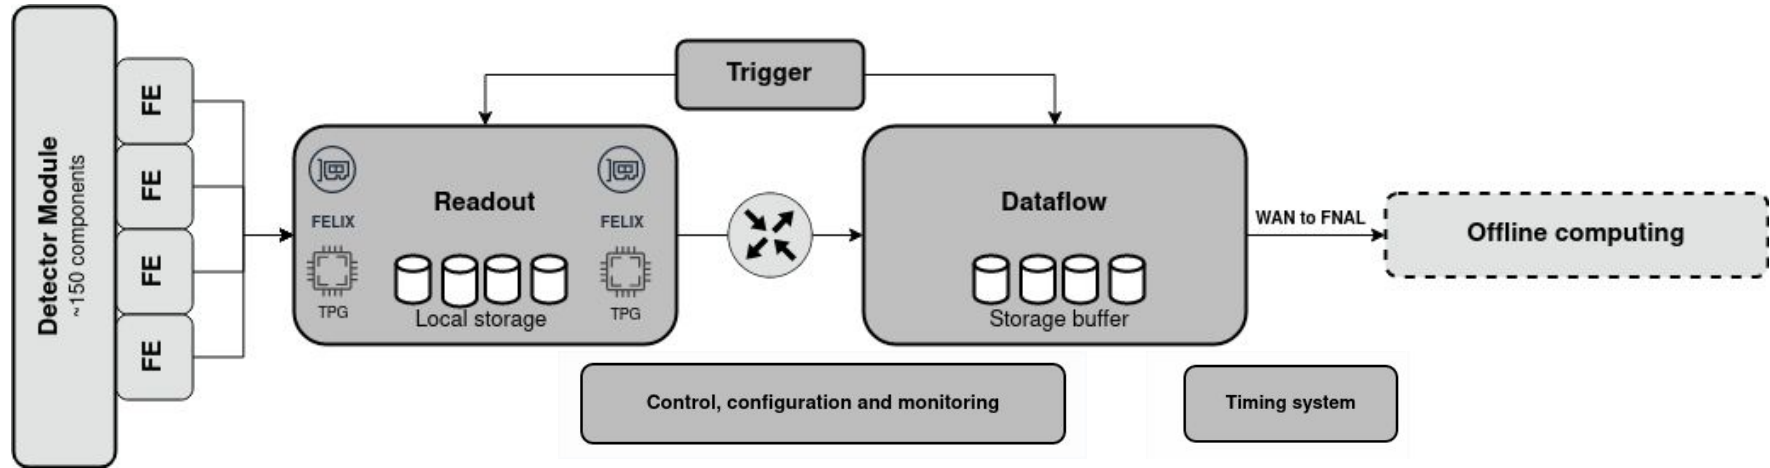 Detector Module
~150 components
FE
FE
FE
FE
Trigger
Readout
FELIX
FELIX
TPG
TPG
Local storage
Dataflow
Storage buffer
WAN to FNAL
Offline computing
Control, configuration and monitoring
Timing system